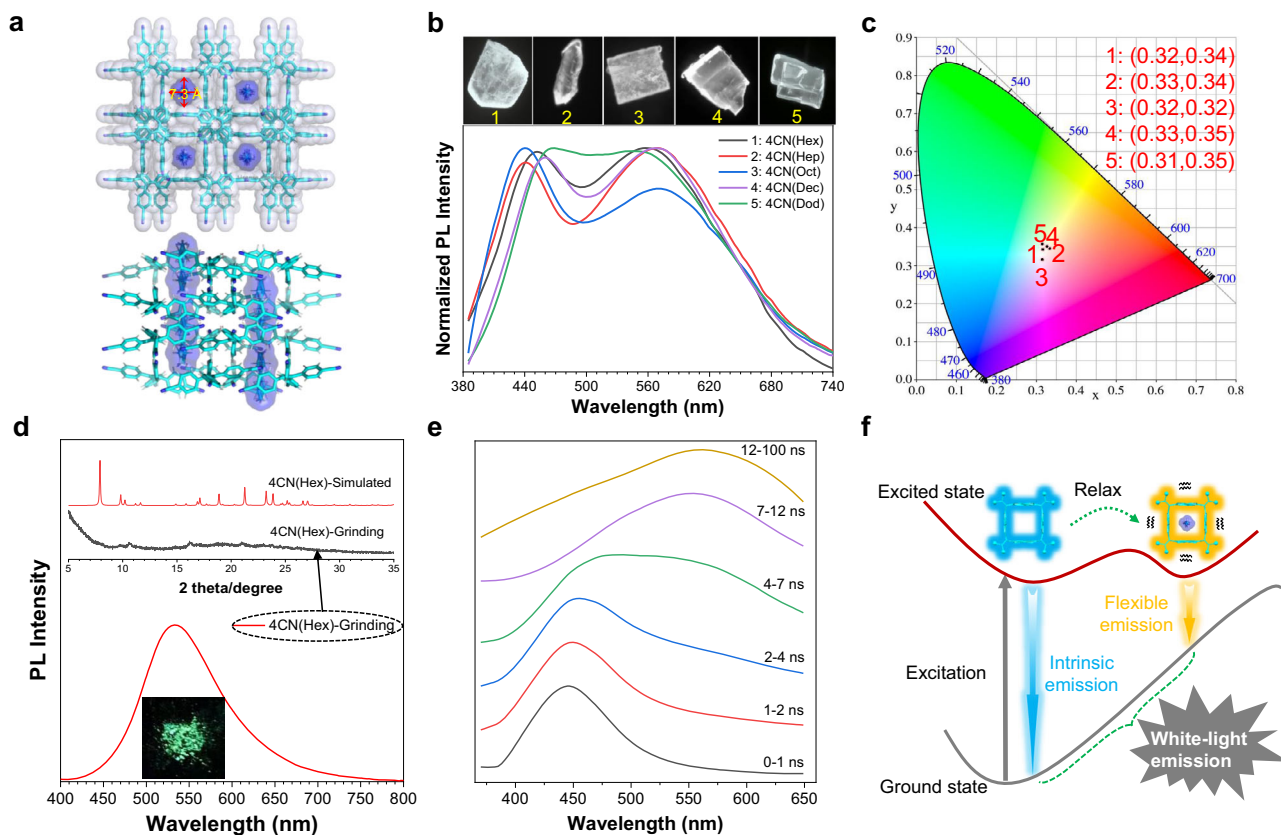 a
7.3 Å
b
1
2
3
4
5
Normalized PL Intensity
1: 4CN(Hex)
2: 4CN(Hep)
3: 4CN(Oct)
4: 4CN(Dec)
5: 4CN(Dod)
380 440 500 560 620 680 740
Wavelength (nm)
c
0.9
0.8
0.7
0.6
500
0.5
y
0.4
0.3
490
0.2
0.1
0.0
520
540
560
580
600
620
700
480
470
460
380
1: (0.32,0.34)
2: (0.33,0.34)
3: (0.32,0.32)
4: (0.33,0.35)
5: (0.31,0.35)
5
4
1
2
3
0.0 0.1 0.2 0.3 0.4 0.5 0.6 0.7 0.8
x
d
PL Intensity
4CN(Hex)-Simulated
4CN(Hex)-Grinding
5 10 15 20 25 30 35
2 theta/degree
4CN(Hex)-Grinding
400 450 500 550 600 650 700 750 800
Wavelength (nm)
e
12-100 ns
7-12 ns
4-7 ns
2-4 ns
1-2 ns
0-1 ns
400 450 500 550 600 650
Wavelength (nm)
f
Excited state
Relax
Flexible
emission
Excitation
Intrinsic
emission
White-light
emission
Ground state